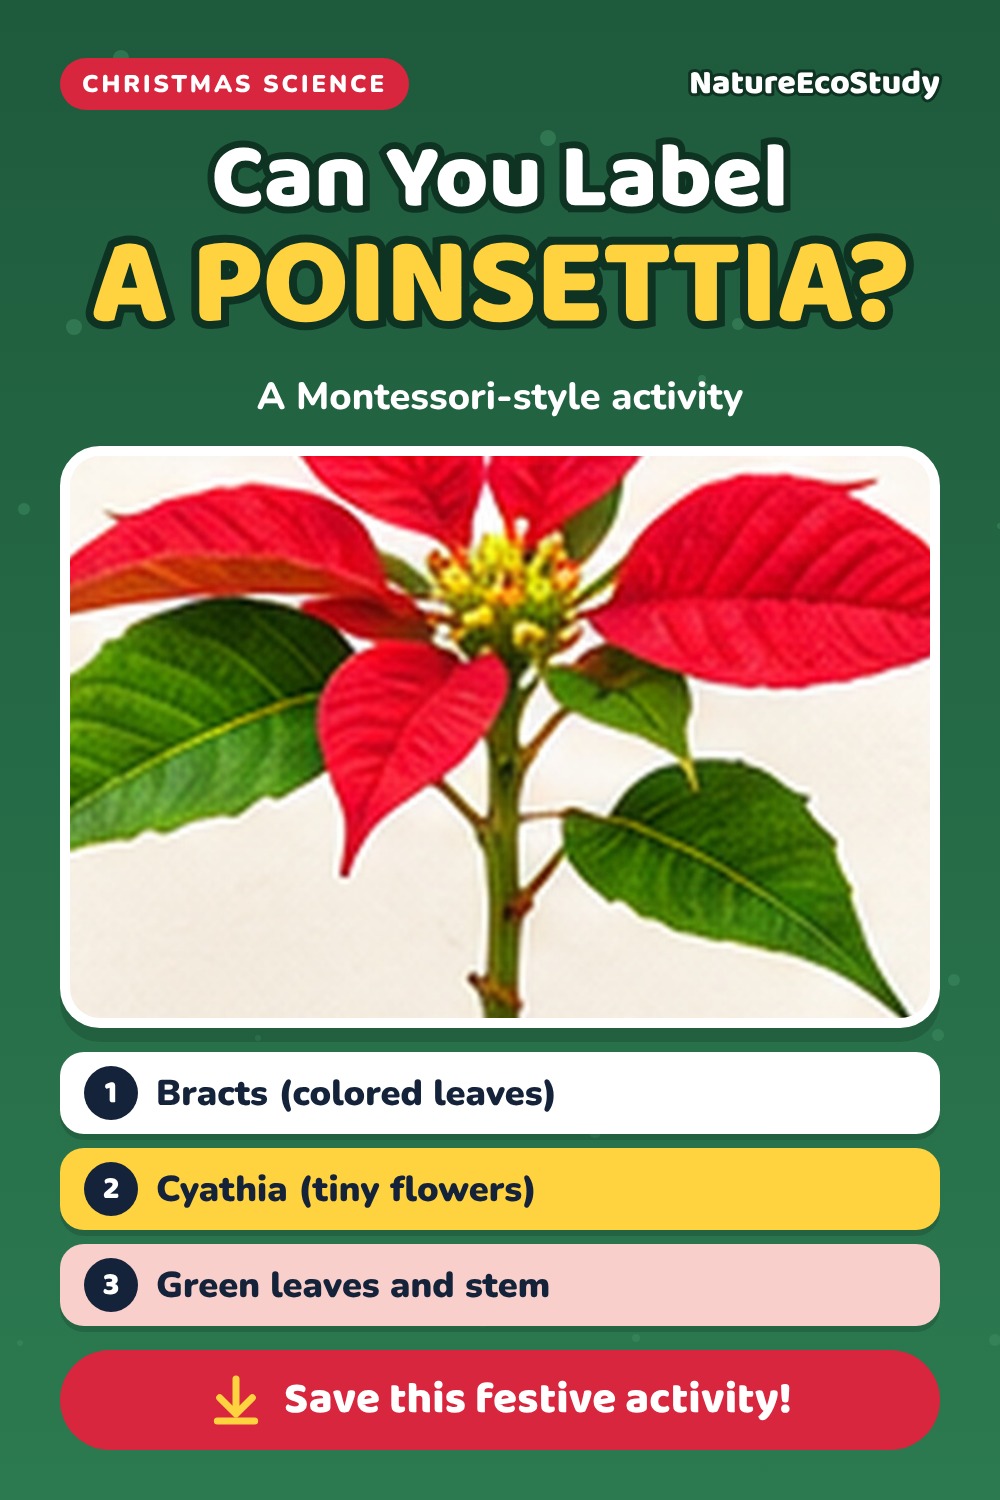 CHRISTMAS SCIENCE
NatureEcoStudy
Can You Label
A POINSETTIA?
A Montessori-style activity
1 Bracts (colored leaves)
2 Cyathia (tiny flowers)
3 Green leaves and stem
Save this festive activity!